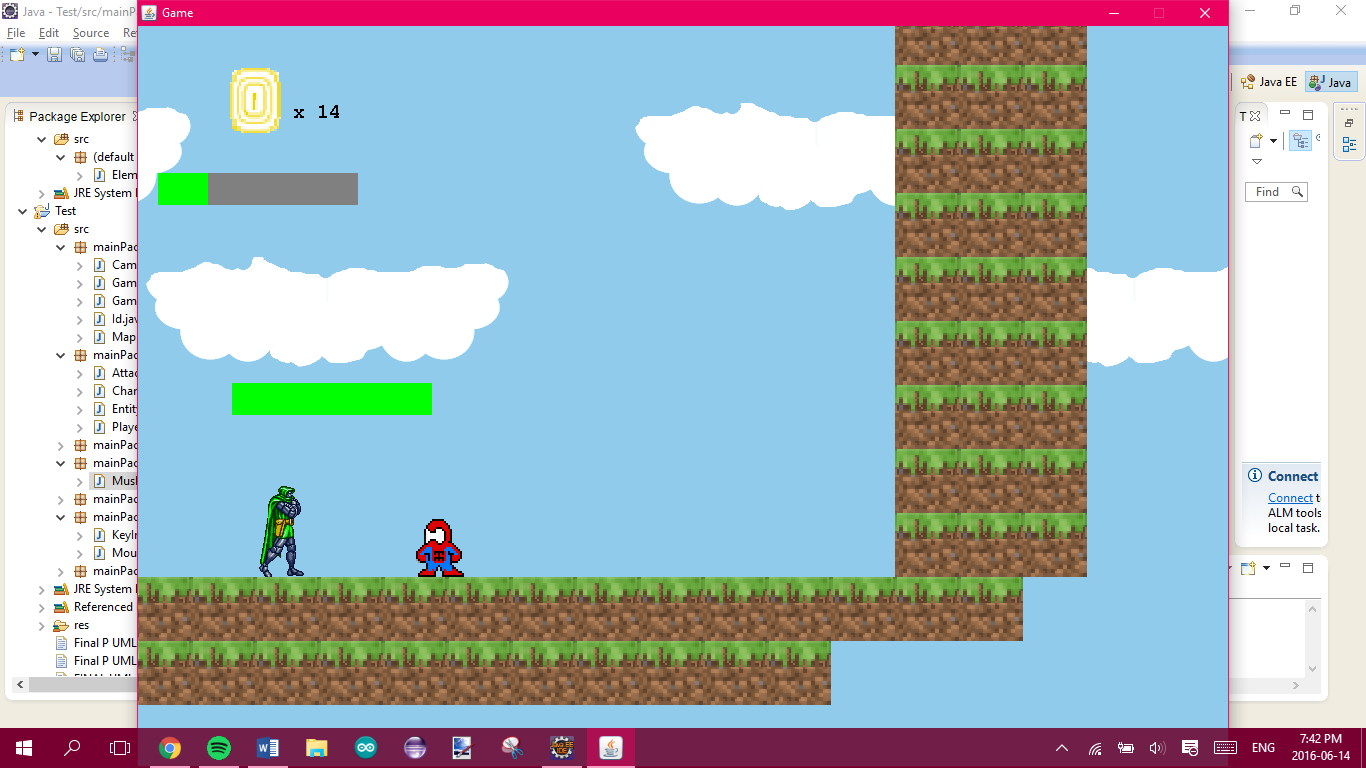 Java - Test/src/mainP
Game
File Edit Source Re
Java EE Java
Package Explorer
src
(default
Elem
JRE System
Test
src
mainPac
Cam
Gam
Gam
Id.jav
Map
mainPac
Attac
Char
Entity
Playe
mainPac
mainPac
Musl
mainPac
mainPac
KeyIn
Mou
mainPac
JRE System
Referenced
res
Final P UML
Final P UML
x 14
Find
Connect
Connect t
ALM tools
local task.
ENG
7:42 PM
2016-06-14